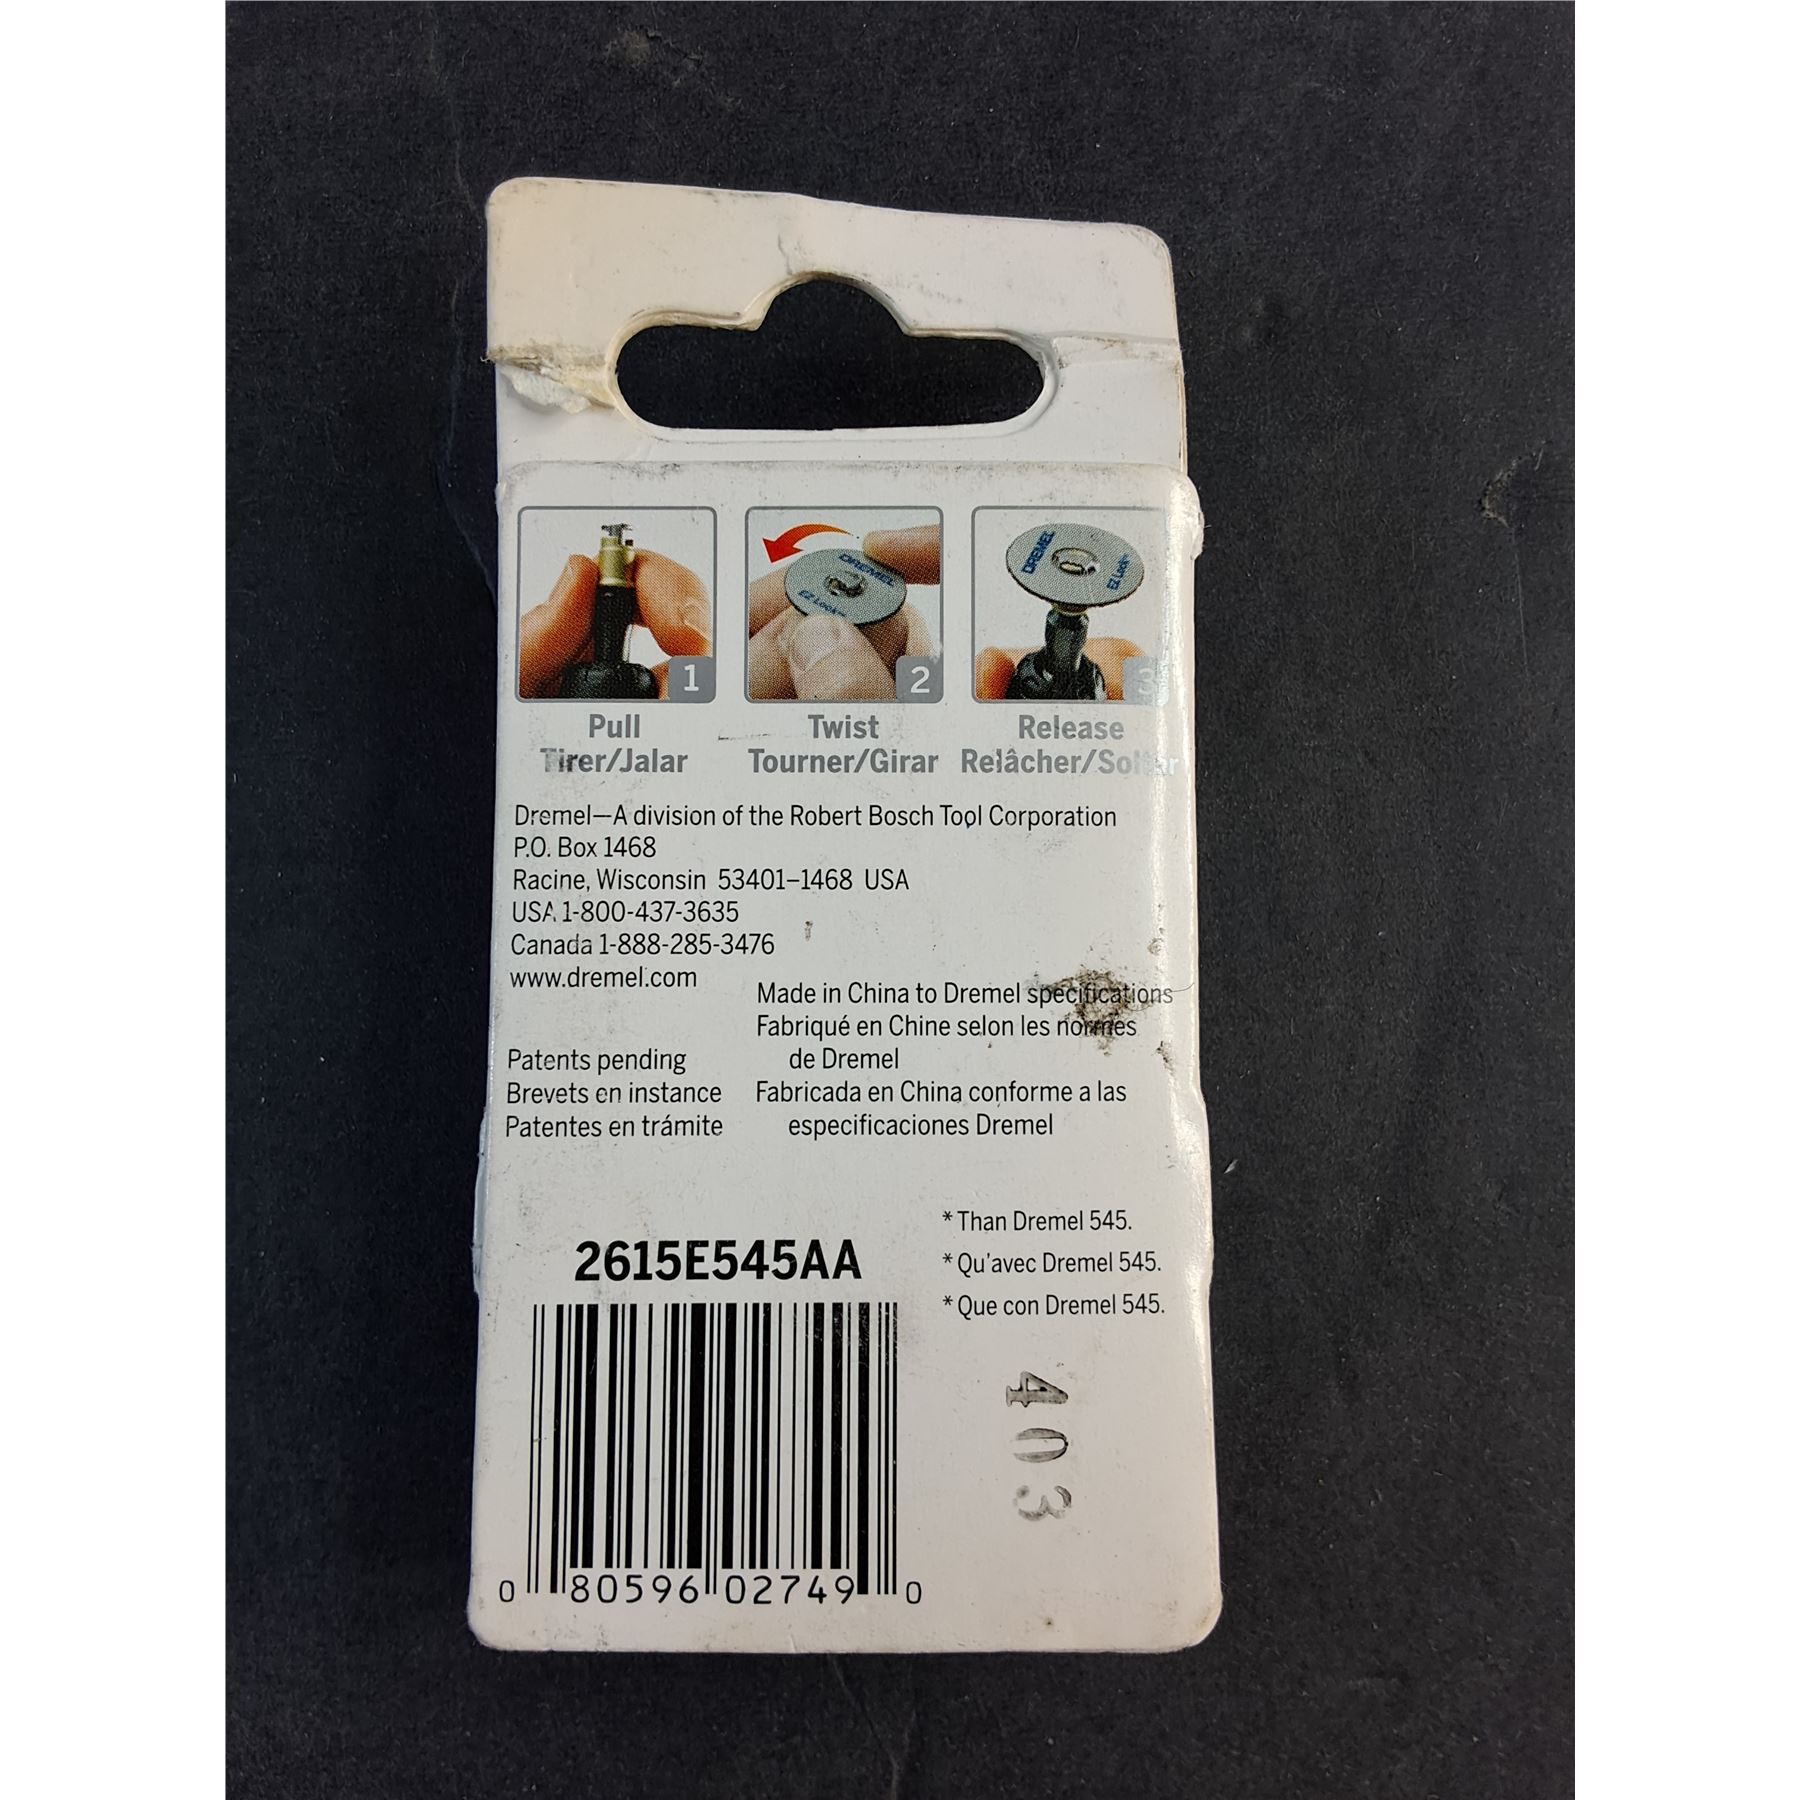 DREMEL
EZ Lock™
DREMEL
EZ Lock™
1
2
3
Pull
Tirer/Jalar
Twist
Tourner/Girar
Release
Relâcher/Soltar
Dremel—A division of the Robert Bosch Tool Corporation
P.O. Box 1468
Racine, Wisconsin 53401–1468 USA
USA 1-800-437-3635
Canada 1-888-285-3476
www.dremel.com
Made in China to Dremel specifications
Fabriqué en Chine selon les normes
de Dremel
Fabricada en China conforme a las
especificaciones Dremel
Patents pending
Brevets en instance
Patentes en trámite
* Than Dremel 545.
* Qu'avec Dremel 545.
* Que con Dremel 545.
2615E545AA
0 80596 02749 0
403